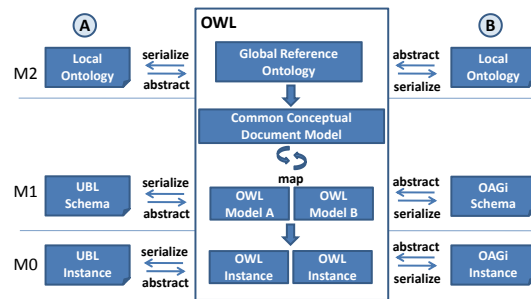 A
OWL
B
M2
Local
Ontology
serialize
abstract
Global Reference
Ontology
abstract
serialize
Local
Ontology
Common Conceptual
Document Model
map
M1
UBL
Schema
serialize
abstract
OWL
Model A
OWL
Model B
abstract
serialize
OAGi
Schema
M0
UBL
Instance
serialize
abstract
OWL
Instance
OWL
Instance
abstract
serialize
OAGi
Instance